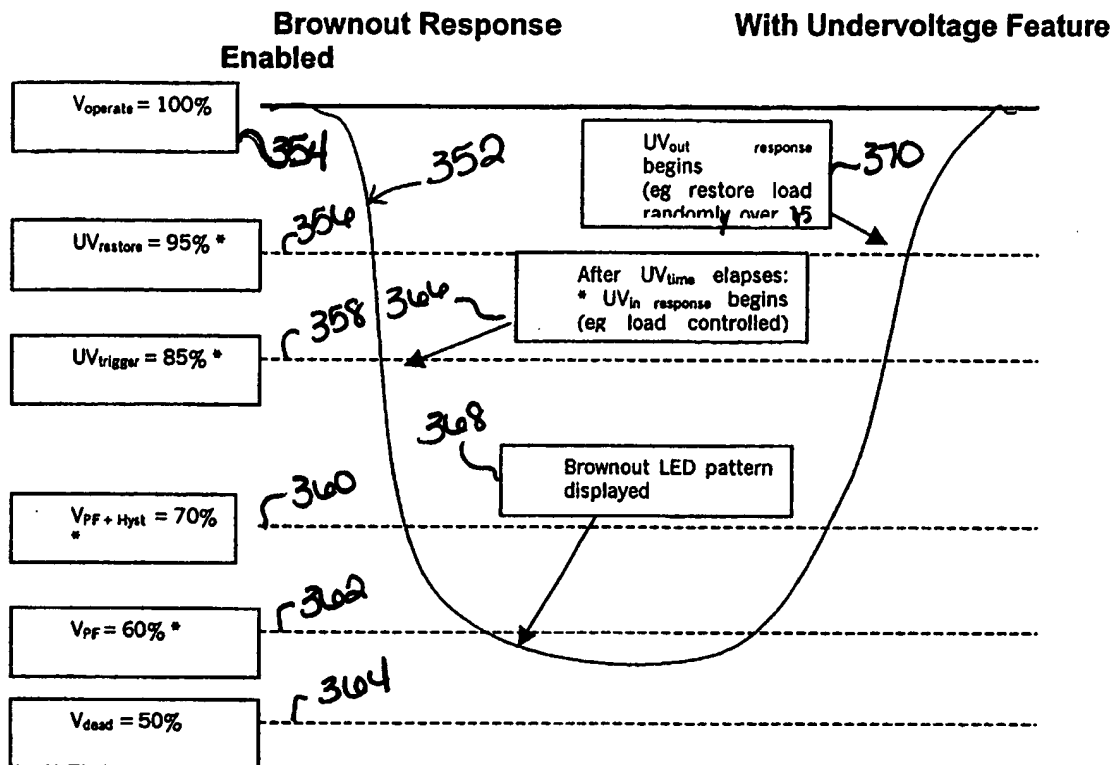 Brownout Response With Undervoltage Feature
Enabled
Voperate = 100%
354
352
UVout response
begins
(eg restore load
randomly over 15
370
UVrestore = 95% *
356
After UVtime elapses:
* UVin response begins
(eg load controlled)
366
358
UVtrigger = 85% *
368
Brownout LED pattern
displayed
VPF + Hyst = 70%
*
360
VPF = 60% *
362
Vdead = 50%
364